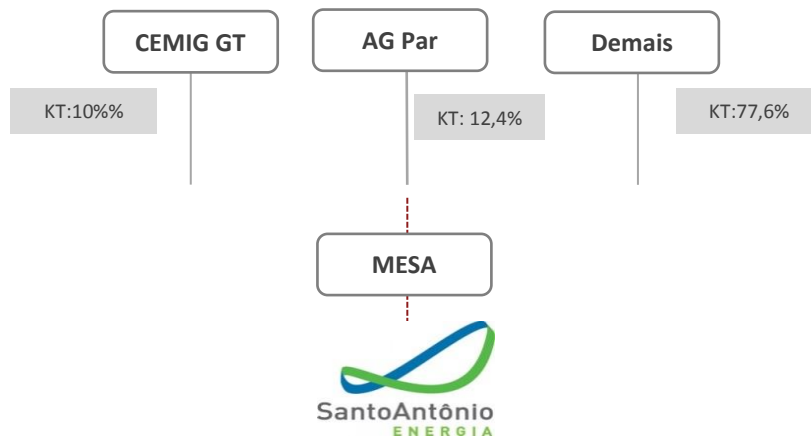 CEMIG GT
AG Par
Demais
KT:10%%
KT: 12,4%
KT:77,6%
MESA
SantoAntônio
ENERGIA